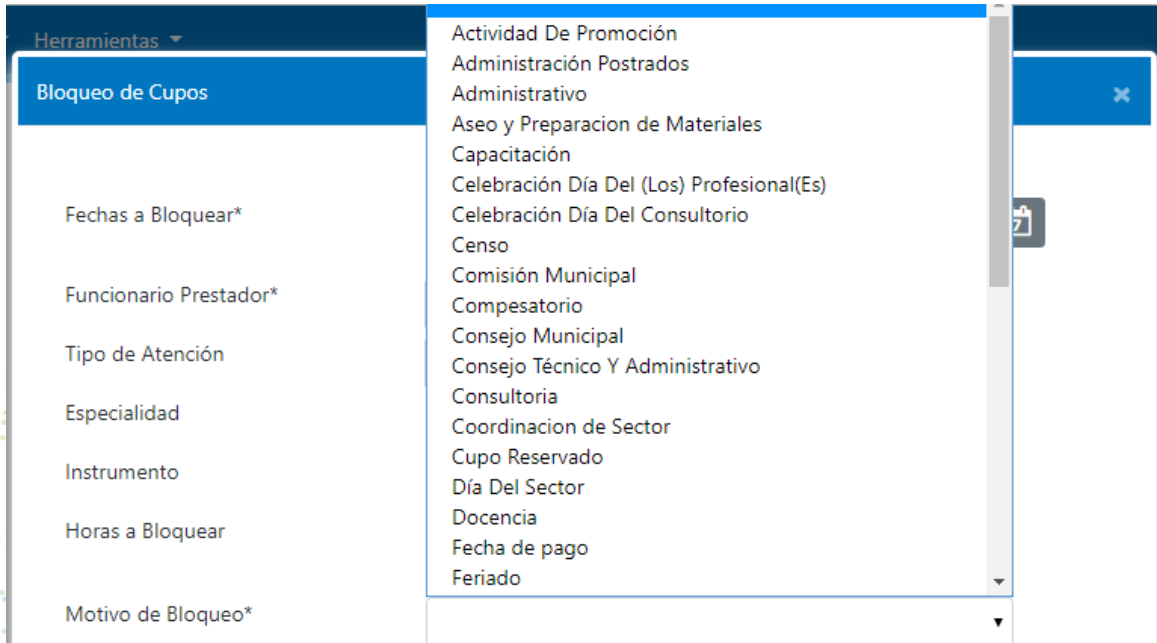 Herramientas
Bloqueo de Cupos
Fechas a Bloquear*
7
Funcionario Prestador*
Tipo de Atención
Especialidad
Instrumento
Horas a Bloquear
Motivo de Bloqueo*
Actividad De Promoción
Administración Postrados
Administrativo
Aseo y Preparacion de Materiales
Capacitación
Celebración Día Del (Los) Profesional(Es)
Celebración Día Del Consultorio
Censo
Comisión Municipal
Compesatorio
Consejo Municipal
Consejo Técnico Y Administrativo
Consultoria
Coordinacion de Sector
Cupo Reservado
Día Del Sector
Docencia
Fecha de pago
Feriado